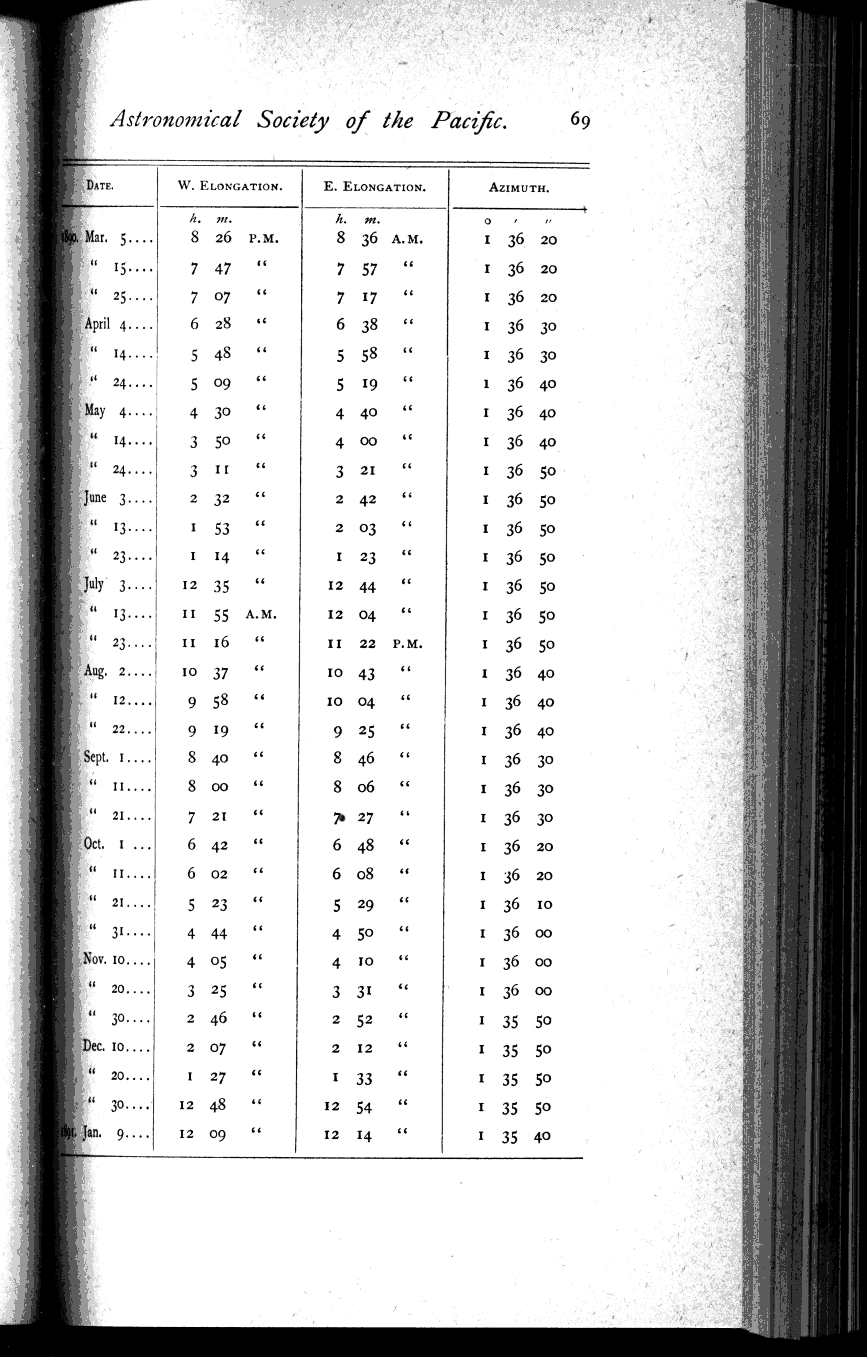 Astronomical Society of the Pacific. 69
DATE. W. ELONGATION. E. ELONGATION. AZIMUTH.
h. m. h. m. o ′ ″
1890. Mar. 5.... 8 26 P.M. 8 36 A.M. 1 36 20
“ 15.... 7 47 “ 7 57 “ 1 36 20
“ 25.... 7 07 “ 7 17 “ 1 36 20
April 4.... 6 28 “ 6 38 “ 1 36 30
“ 14.... 5 48 “ 5 58 “ 1 36 30
“ 24.... 5 09 “ 5 19 “ 1 36 40
May 4.... 4 30 “ 4 40 “ 1 36 40
“ 14.... 3 50 “ 4 00 “ 1 36 40
“ 24.... 3 11 “ 3 21 “ 1 36 50
June 3.... 2 32 “ 2 42 “ 1 36 50
“ 13.... 1 53 “ 2 03 “ 1 36 50
“ 23.... 1 14 “ 1 23 “ 1 36 50
July 3.... 12 35 “ 12 44 “ 1 36 50
“ 13.... 11 55 A.M. 12 04 “ 1 36 50
“ 23.... 11 16 “ 11 22 P.M. 1 36 50
Aug. 2.... 10 37 “ 10 43 “ 1 36 40
“ 12.... 9 58 “ 10 04 “ 1 36 40
“ 22.... 9 19 “ 9 25 “ 1 36 40
Sept. 1.... 8 40 “ 8 46 “ 1 36 30
“ 11.... 8 00 “ 8 06 “ 1 36 30
“ 21.... 7 21 “ 7 27 “ 1 36 30
Oct. 1 ... 6 42 “ 6 48 “ 1 36 20
“ 11.... 6 02 “ 6 08 “ 1 36 20
“ 21.... 5 23 “ 5 29 “ 1 36 10
“ 31.... 4 44 “ 4 50 “ 1 36 00
Nov. 10.... 4 05 “ 4 10 “ 1 36 00
“ 20.... 3 25 “ 3 31 “ 1 36 00
“ 30.... 2 46 “ 2 52 “ 1 35 50
Dec. 10.... 2 07 “ 2 12 “ 1 35 50
“ 20.... 1 27 “ 1 33 “ 1 35 50
“ 30.... 12 48 “ 12 54 “ 1 35 50
1891. Jan. 9.... 12 09 “ 12 14 “ 1 35 40